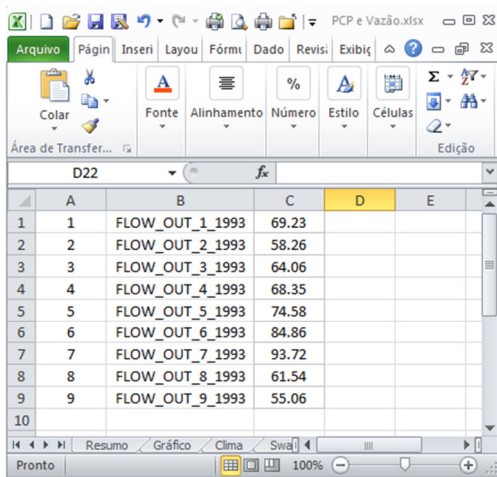 PCP e Vazão.xlsx
Arquivo Págin Inseri Layou Fórmu Dado Revisã Exibiç
Colar Fonte Alinhamento Número Estilo Células
%
Área de Transfer... Edição
D22 fx
A B C D E
1 1 FLOW_OUT_1_1993 69.23
2 2 FLOW_OUT_2_1993 58.26
3 3 FLOW_OUT_3_1993 64.06
4 4 FLOW_OUT_4_1993 68.35
5 5 FLOW_OUT_5_1993 74.58
6 6 FLOW_OUT_6_1993 84.86
7 7 FLOW_OUT_7_1993 93.72
8 8 FLOW_OUT_8_1993 61.54
9 9 FLOW_OUT_9_1993 55.06
10
Resumo Gráfico Clima Swa
Pronto 100%